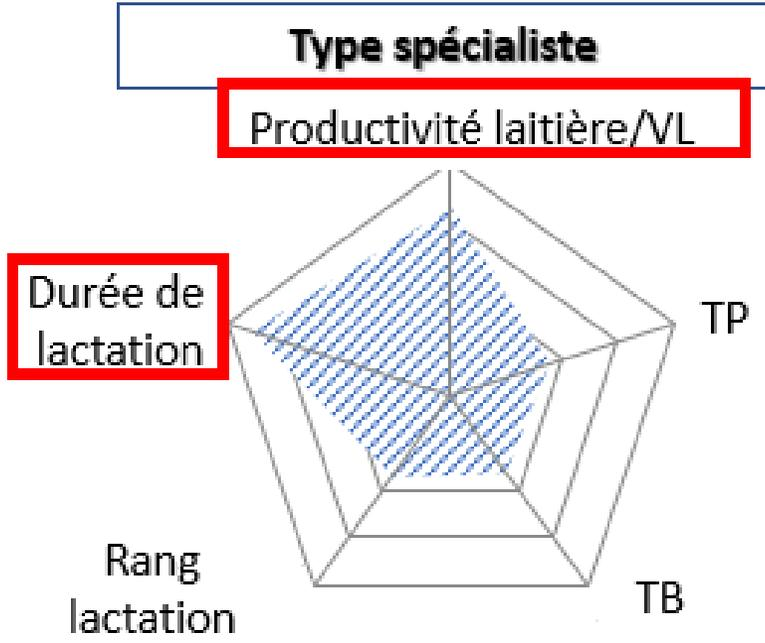 Type spécialiste
Productivité laitière/VL
Durée de
lactation
TP
Rang
lactation
TB